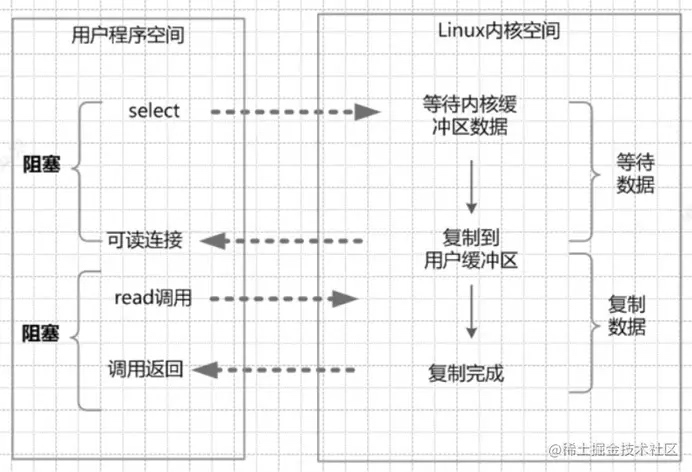 用户程序空间
Linux内核空间
select
等待内核缓
冲区数据
阻塞
等待
数据
可读连接
复制到
用户缓冲区
read调用
阻塞
复制
数据
调用返回
复制完成
@稀土掘金技术社区